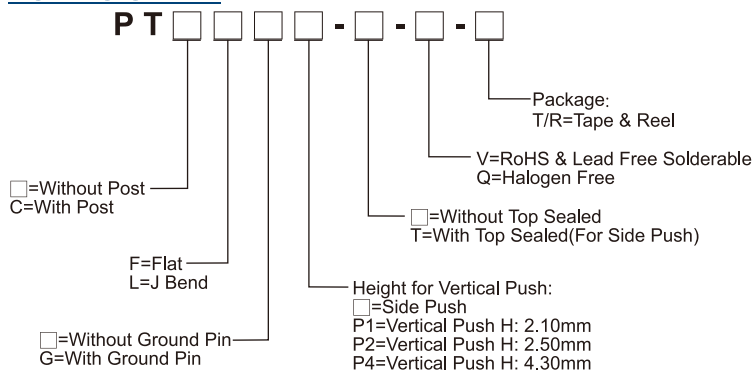 P T □ □ □ □ - □ - □ - □
Package:
T/R=Tape & Reel
V=RoHS & Lead Free Solderable
Q=Halogen Free
□=Without Post
C=With Post
□=Without Top Sealed
T=With Top Sealed(For Side Push)
F=Flat
L=J Bend
Height for Vertical Push:
□=Side Push
P1=Vertical Push H: 2.10mm
P2=Vertical Push H: 2.50mm
P4=Vertical Push H: 4.30mm
□=Without Ground Pin
G=With Ground Pin